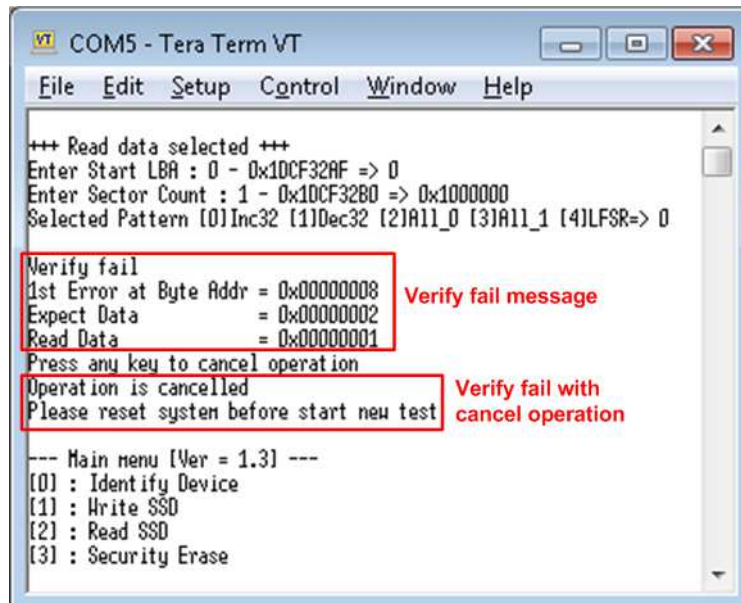 VT COM5 - Tera Term VT
File Edit Setup Control Window Help
+++ Read data selected +++
Enter Start LBA : 0 - 0x1DCF32AF => 0
Enter Sector Count : 1 - 0x1DCF32B0 => 0x1000000
Selected Pattern [0]Inc32 [1]Dec32 [2]All_0 [3]All_1 [4]LFSR=> 0
Verify fail
1st Error at Byte Addr = 0x00000008
Verify fail message
Expect Data = 0x00000002
Read Data = 0x00000001
Press any key to cancel operation
Operation is cancelled
Please reset system before start new test
Verify fail with
cancel operation
--- Main menu [Ver = 1.3] ---
[0] : Identify Device
[1] : Write SSD
[2] : Read SSD
[3] : Security Erase